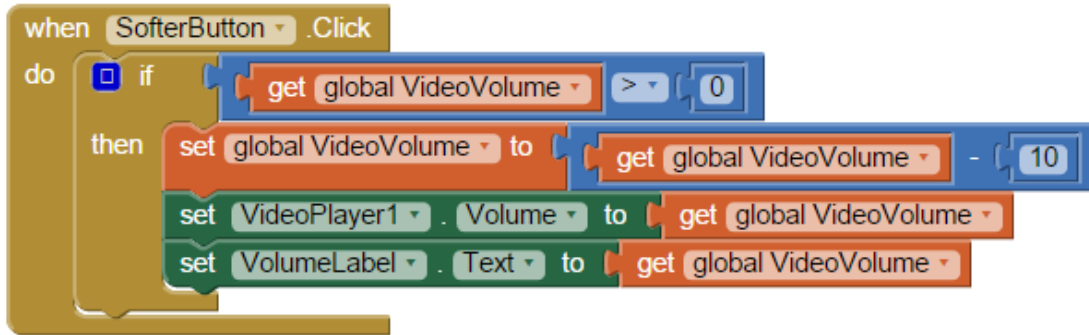 when SofterButton .Click
do if get global VideoVolume > 0
then set global VideoVolume to get global VideoVolume - 10
set VideoPlayer1 . Volume to get global VideoVolume
set VolumeLabel . Text to get global VideoVolume